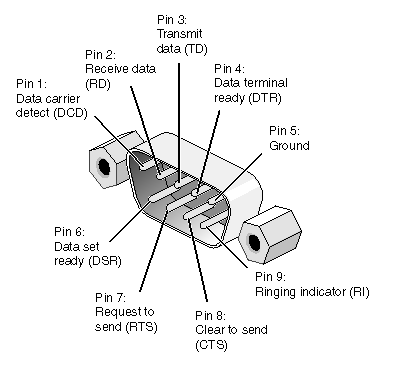 Pin 3:
Transmit
data (TD)
Pin 2:
Receive data
(RD)
Pin 4:
Data terminal
ready (DTR)
Pin 1:
Data carrier
detect (DCD)
Pin 5:
Ground
Pin 6:
Data set
ready (DSR)
Pin 9:
Ringing indicator (RI)
Pin 7:
Request to
send (RTS)
Pin 8:
Clear to send
(CTS)